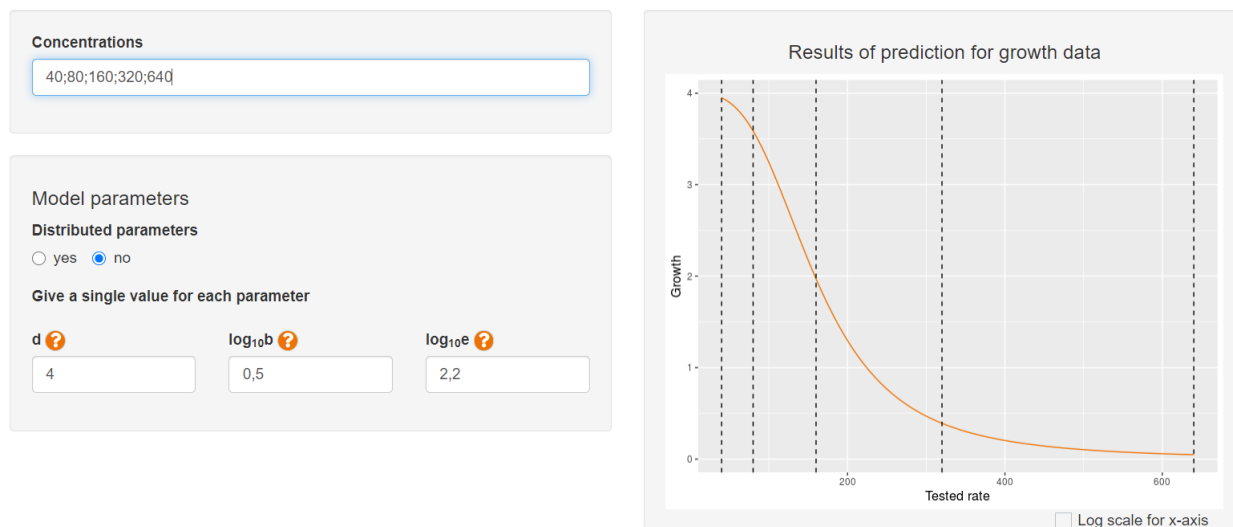 Concentrations
40;80;160;320;640
Model parameters
Distributed parameters
yes no
Give a single value for each parameter
d ? log₁₀b ? log₁₀e ?
4 0,5 2,2
Results of prediction for growth data
4
3
2
1
0
Growth
200 400 600
Tested rate
Log scale for x-axis